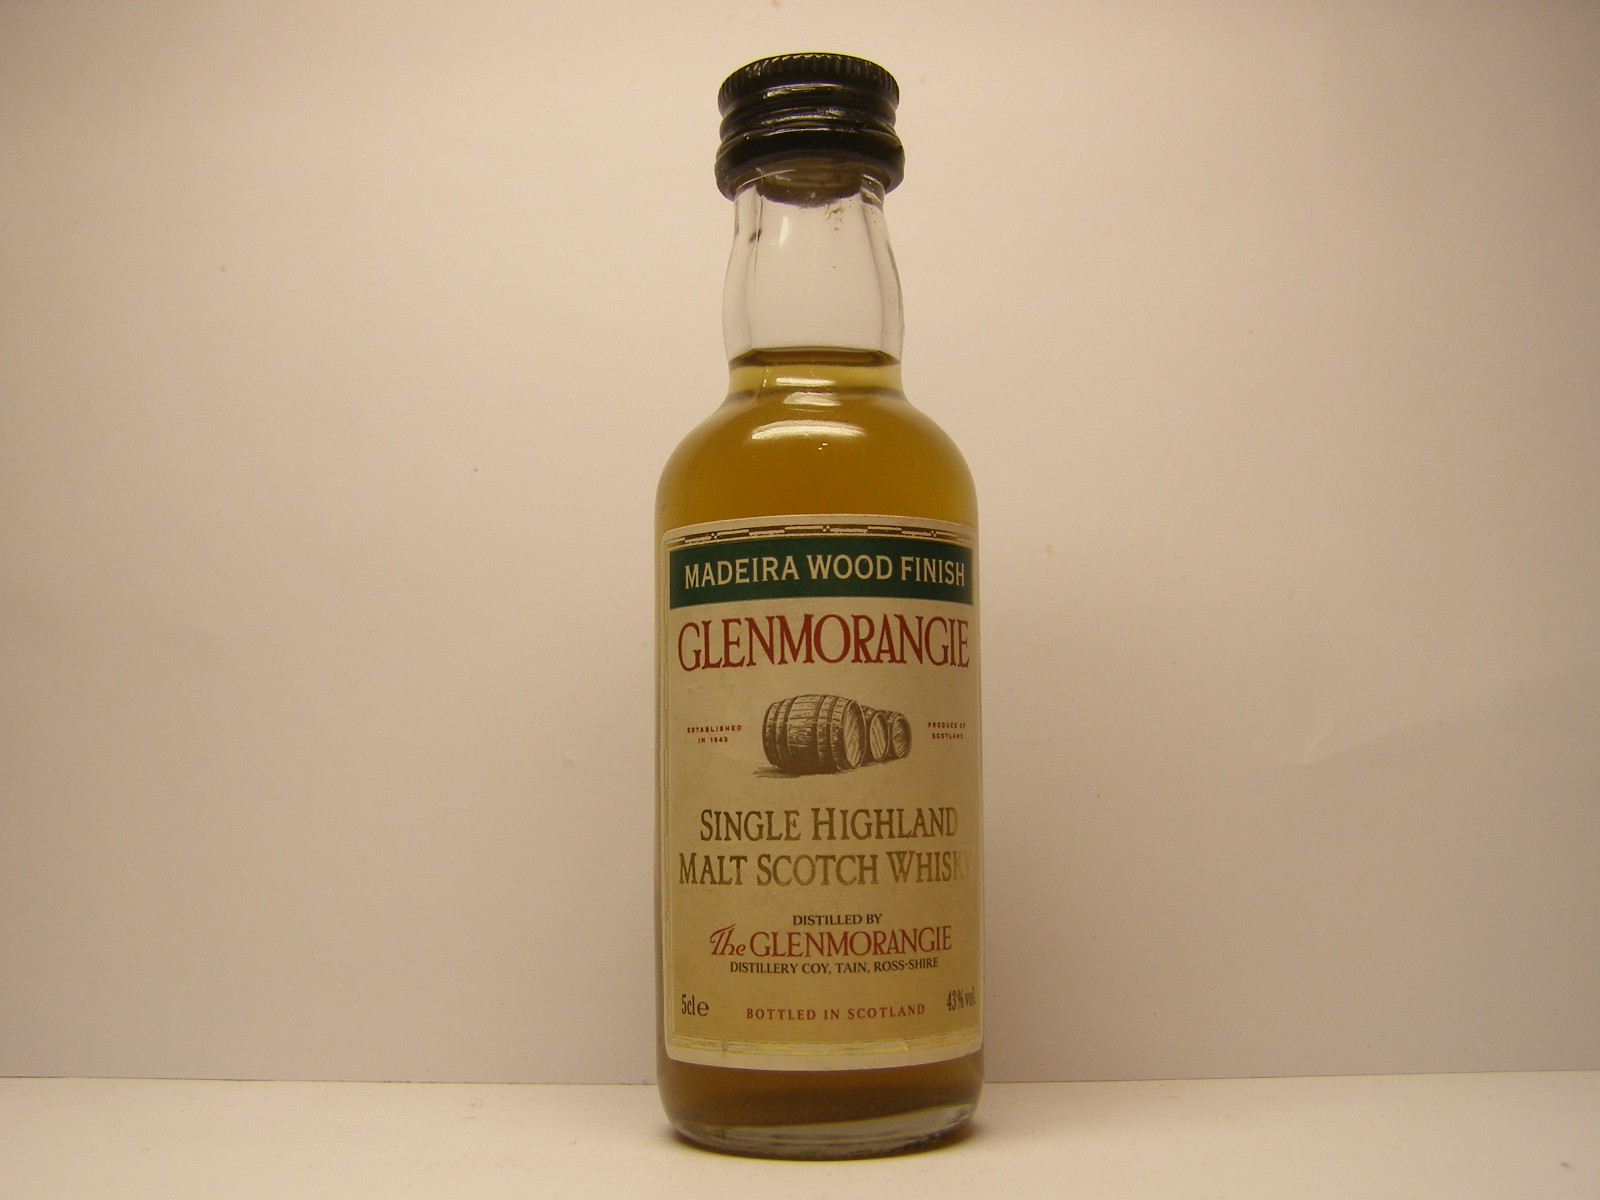 MADEIRA WOOD FINISH
GLENMORANGIE
ESTABLISHED
IN 1843
PRODUCE OF
SCOTLAND
SINGLE HIGHLAND
MALT SCOTCH WHISKY
DISTILLED BY
The GLENMORANGIE
DISTILLERY COY, TAIN, ROSS-SHIRE
5cl e
BOTTLED IN SCOTLAND
43% vol.